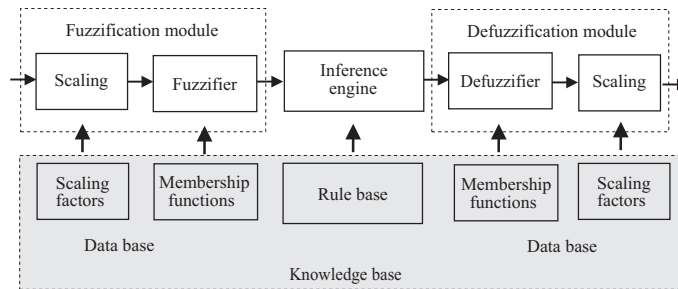 Fuzzification module
Defuzzification module
Scaling
Fuzzifier
Inference
engine
Defuzzifier
Scaling
Scaling
factors
Membership
functions
Rule base
Membership
functions
Scaling
factors
Data base
Data base
Knowledge base